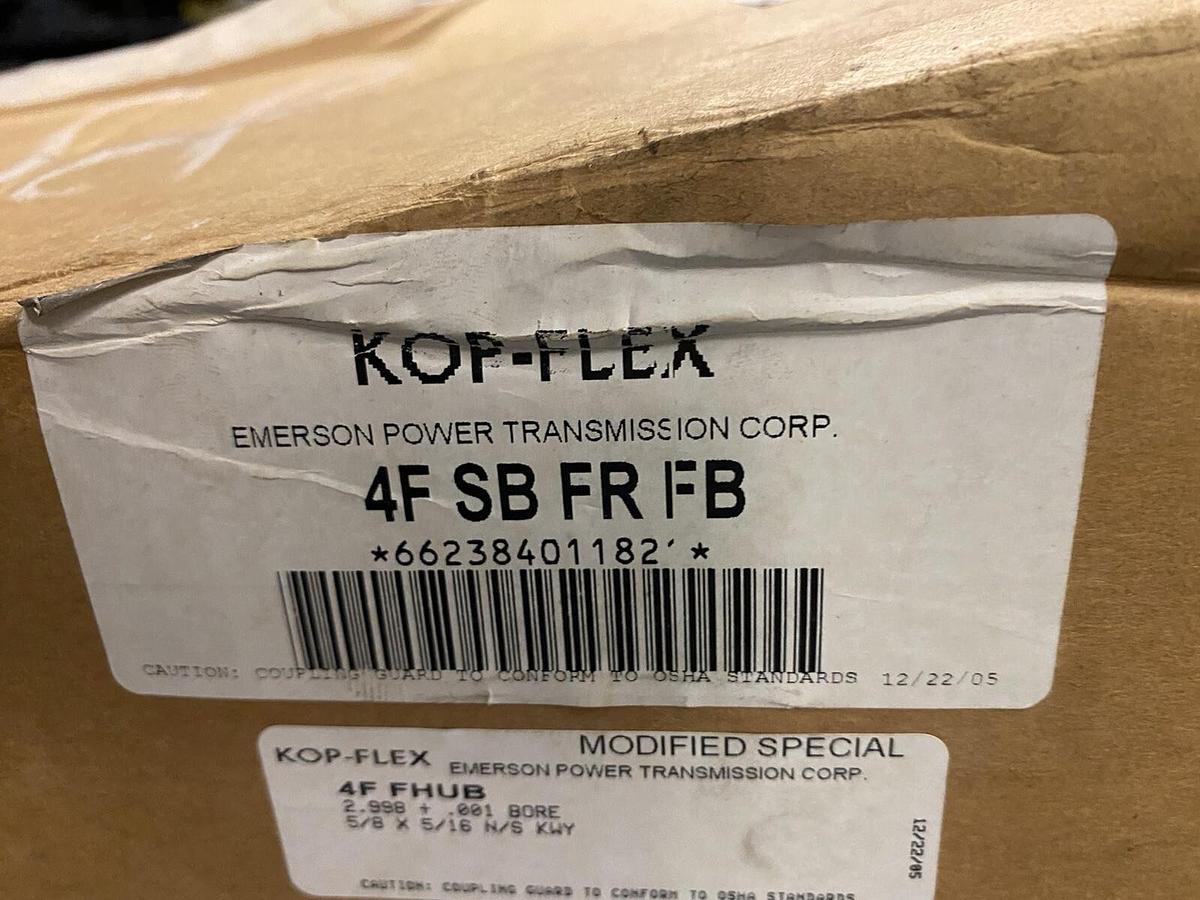 KOP-FLEX
EMERSON POWER TRANSMISSION CORP.
4F SB FR FB
*66238401182' *
CAUTION: COUPLING GUARD TO CONFORM TO OSHA STANDARDS 12/22/05
MODIFIED SPECIAL
KOP-FLEX EMERSON POWER TRANSMISSION CORP.
4F FHUB
2.998 + .001 BORE
5/8 X 5/16 N/S KWY
12/22/05
CAUTION: COUPLING GUARD TO CONFORM TO OSHA STANDARDS